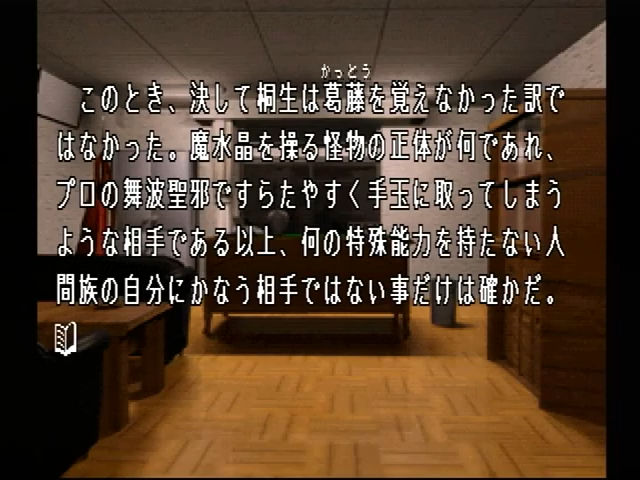 かっとう
このとき、決して桐生は葛藤を覚えなかった訳で
はなかった。魔水晶を操る怪物の正体が何であれ、
プロの舞波聖邪ですらたやすく手玉に取ってしまう
ような相手である以上、何の特殊能力を持たない人
間族の自分にかなう相手ではない事だけは確かだ。